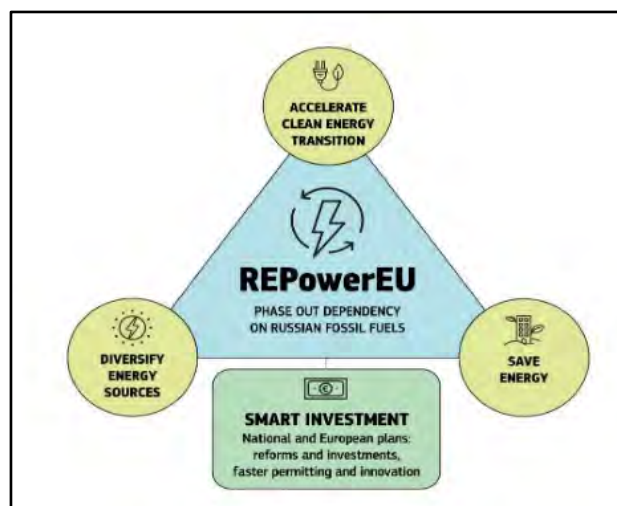 ACCELERATE
CLEAN ENERGY
TRANSITION
REPowerEU
PHASE OUT DEPENDENCY
ON RUSSIAN FOSSIL FUELS
DIVERSIFY
ENERGY
SOURCES
SAVE
ENERGY
€
SMART INVESTMENT
National and European plans:
reforms and investments,
faster permitting and innovation